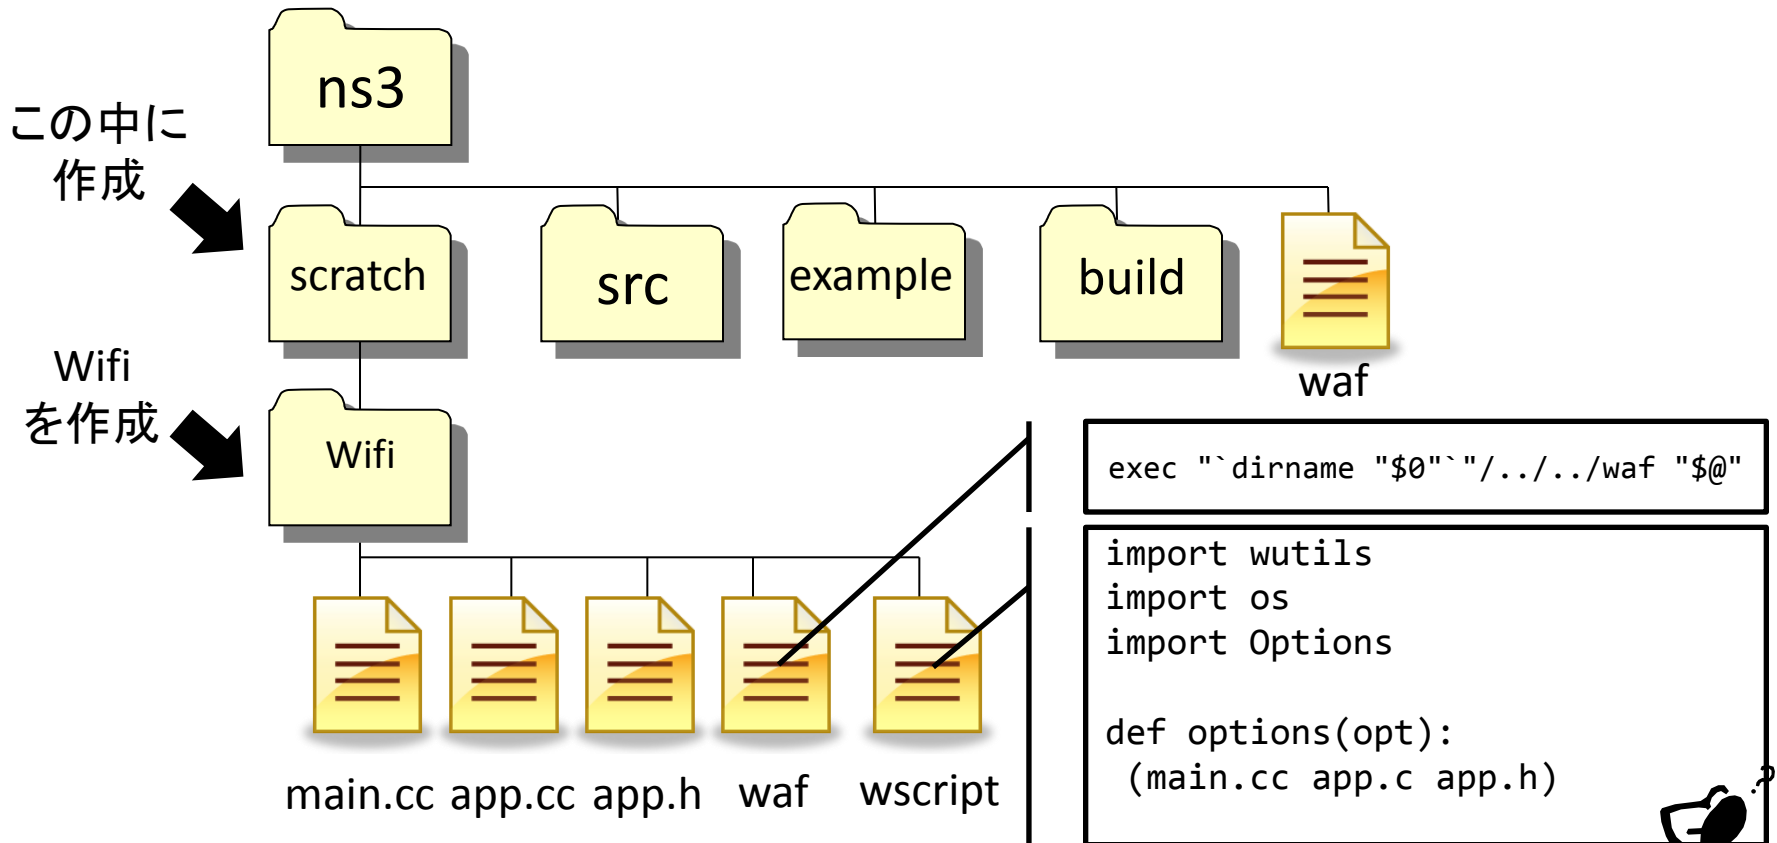 ns3
この中に
作成
scratch
src
example
build
waf
Wifi
を作成
Wifi
exec "`dirname "$0"`"/../../waf "$@"
import wutils
import os
import Options
def options(opt):
(main.cc app.c app.h)
main.cc
app.cc
app.h
waf
wscript